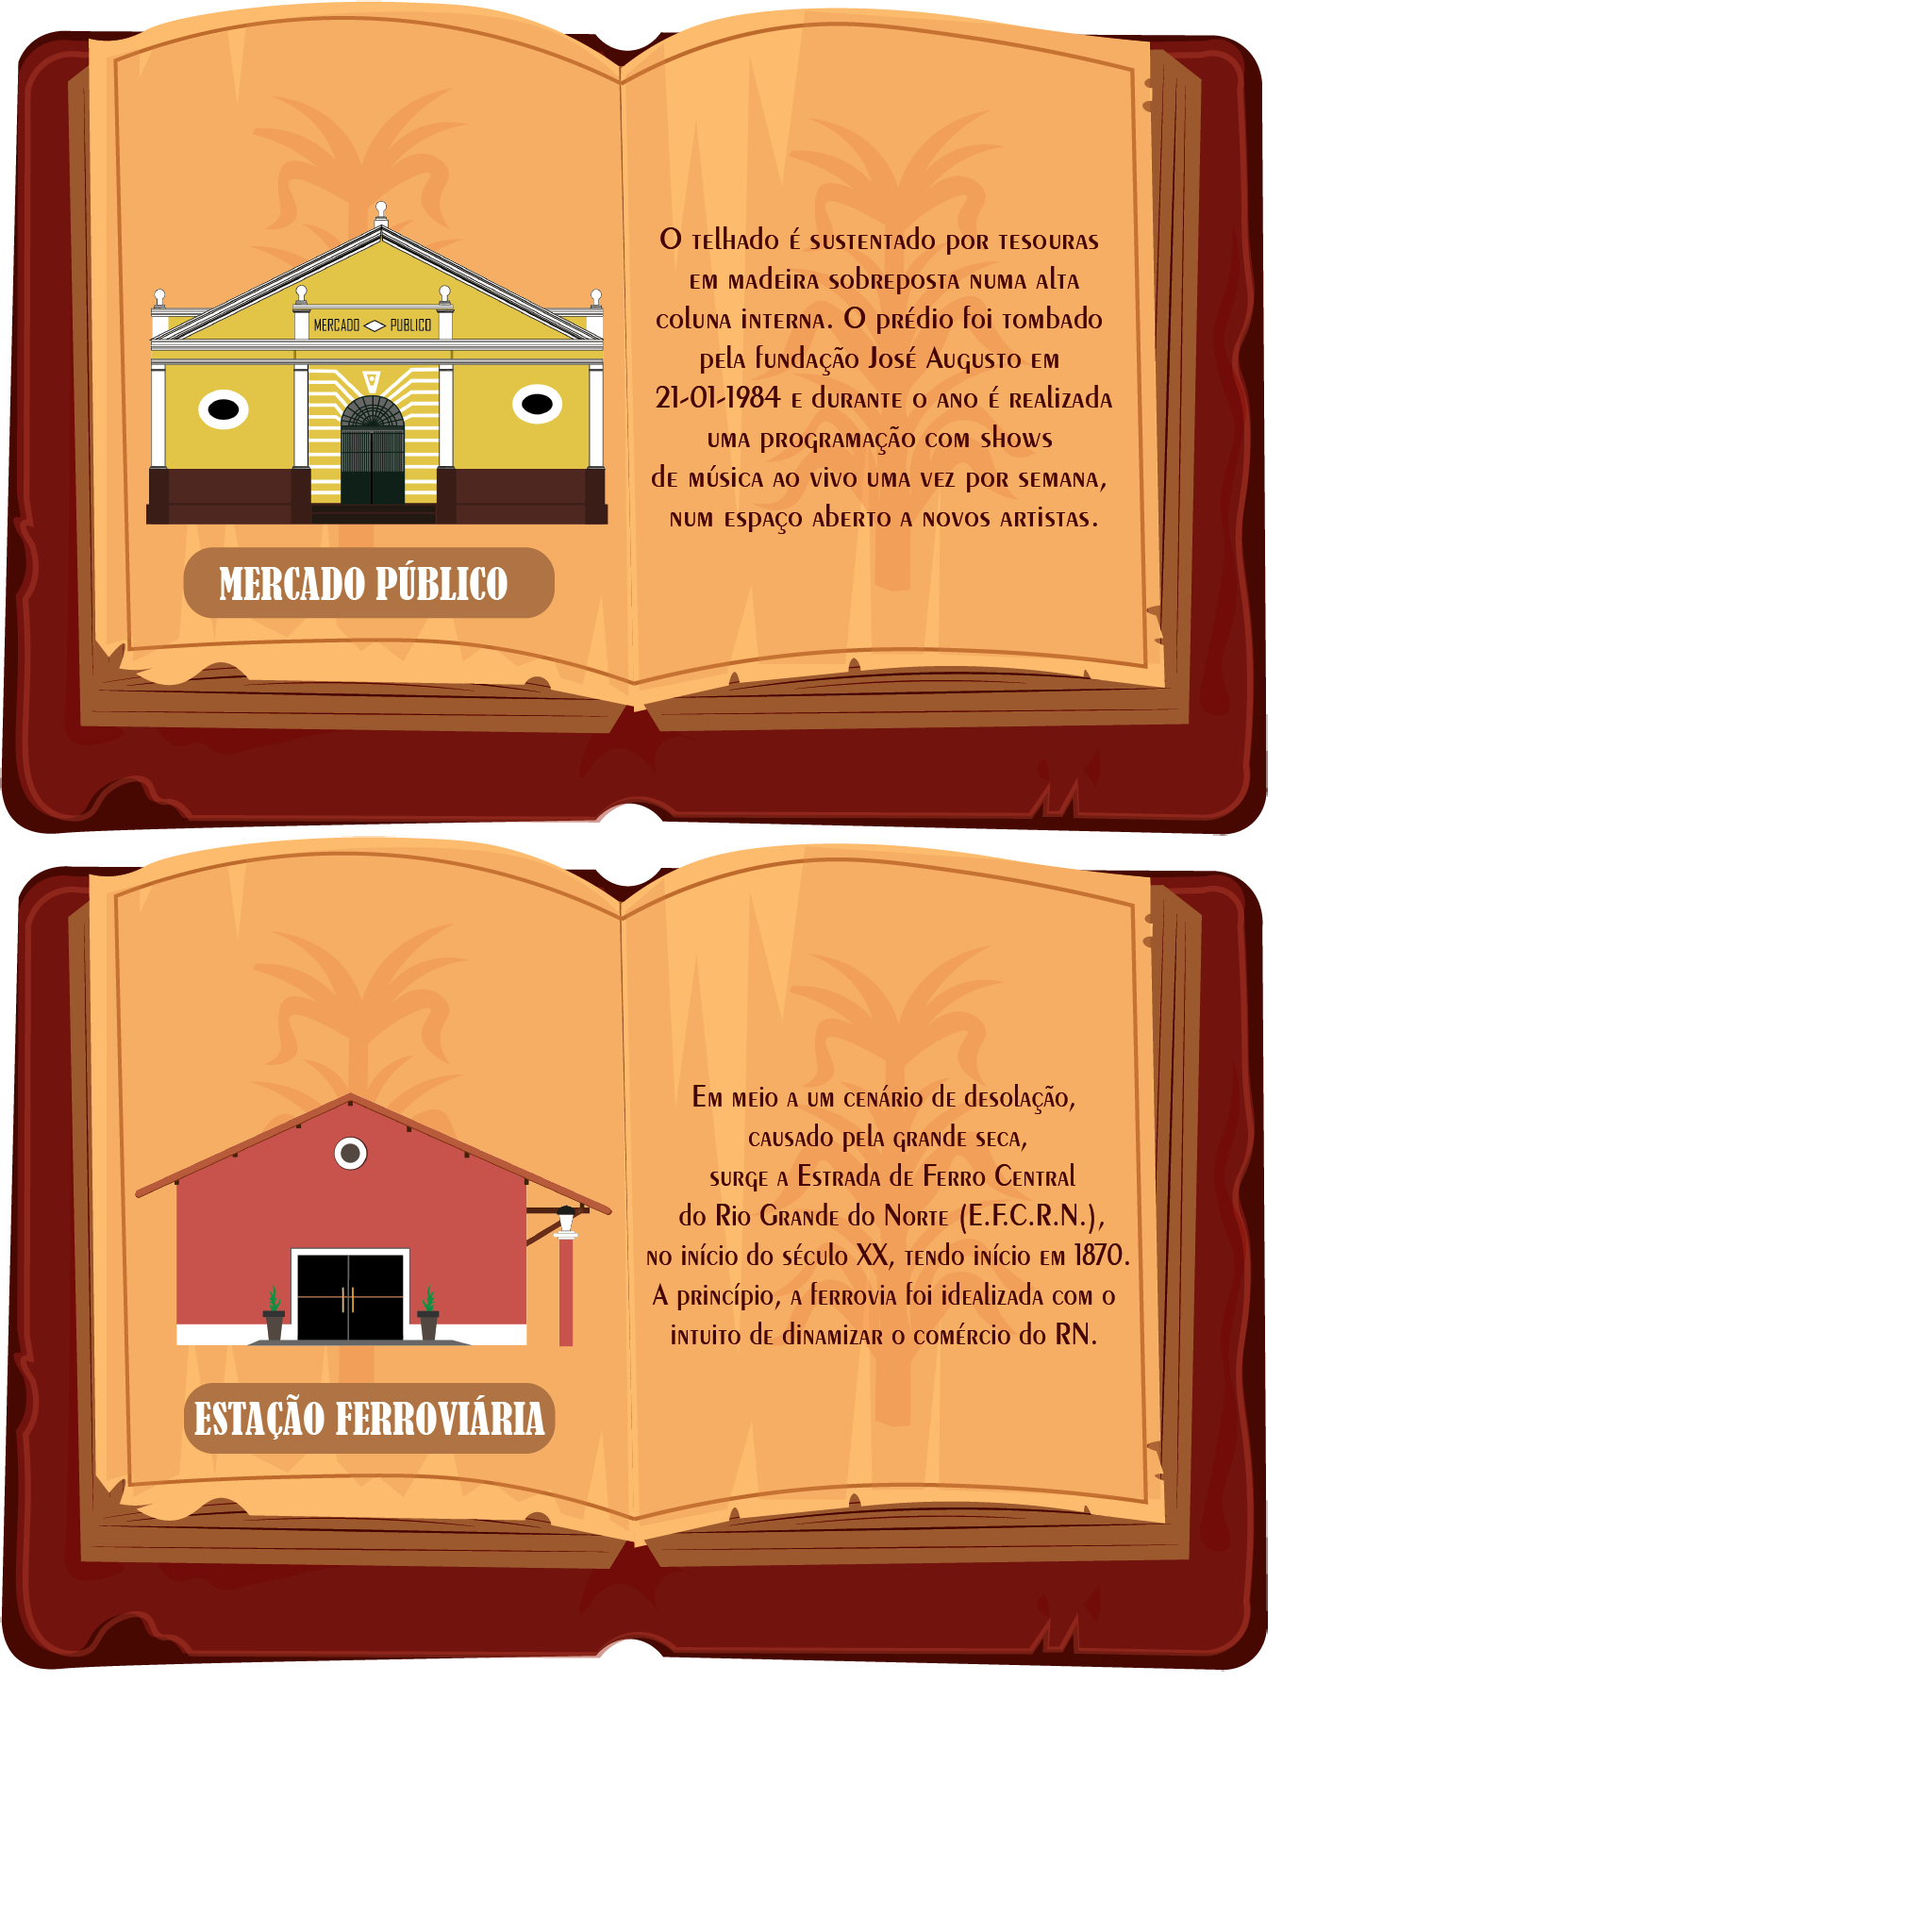 MERCADO PUBLICO
MERCADO PÚBLICO
O telhado é sustentado por tesouras
em madeira sobreposta numa alta
coluna interna. O prédio foi tombado
pela fundação José Augusto em
21-01-1984 e durante o ano é realizada
uma programação com shows
de música ao vivo uma vez por semana,
num espaço aberto a novos artistas.
ESTAÇÃO FERROVIÁRIA
Em meio a um cenário de desolação,
causado pela grande seca,
surge a Estrada de Ferro Central
do Rio Grande do Norte (E.F.C.R.N.),
no início do século XX, tendo início em 1870.
A princípio, a ferrovia foi idealizada com o
intuito de dinamizar o comércio do RN.